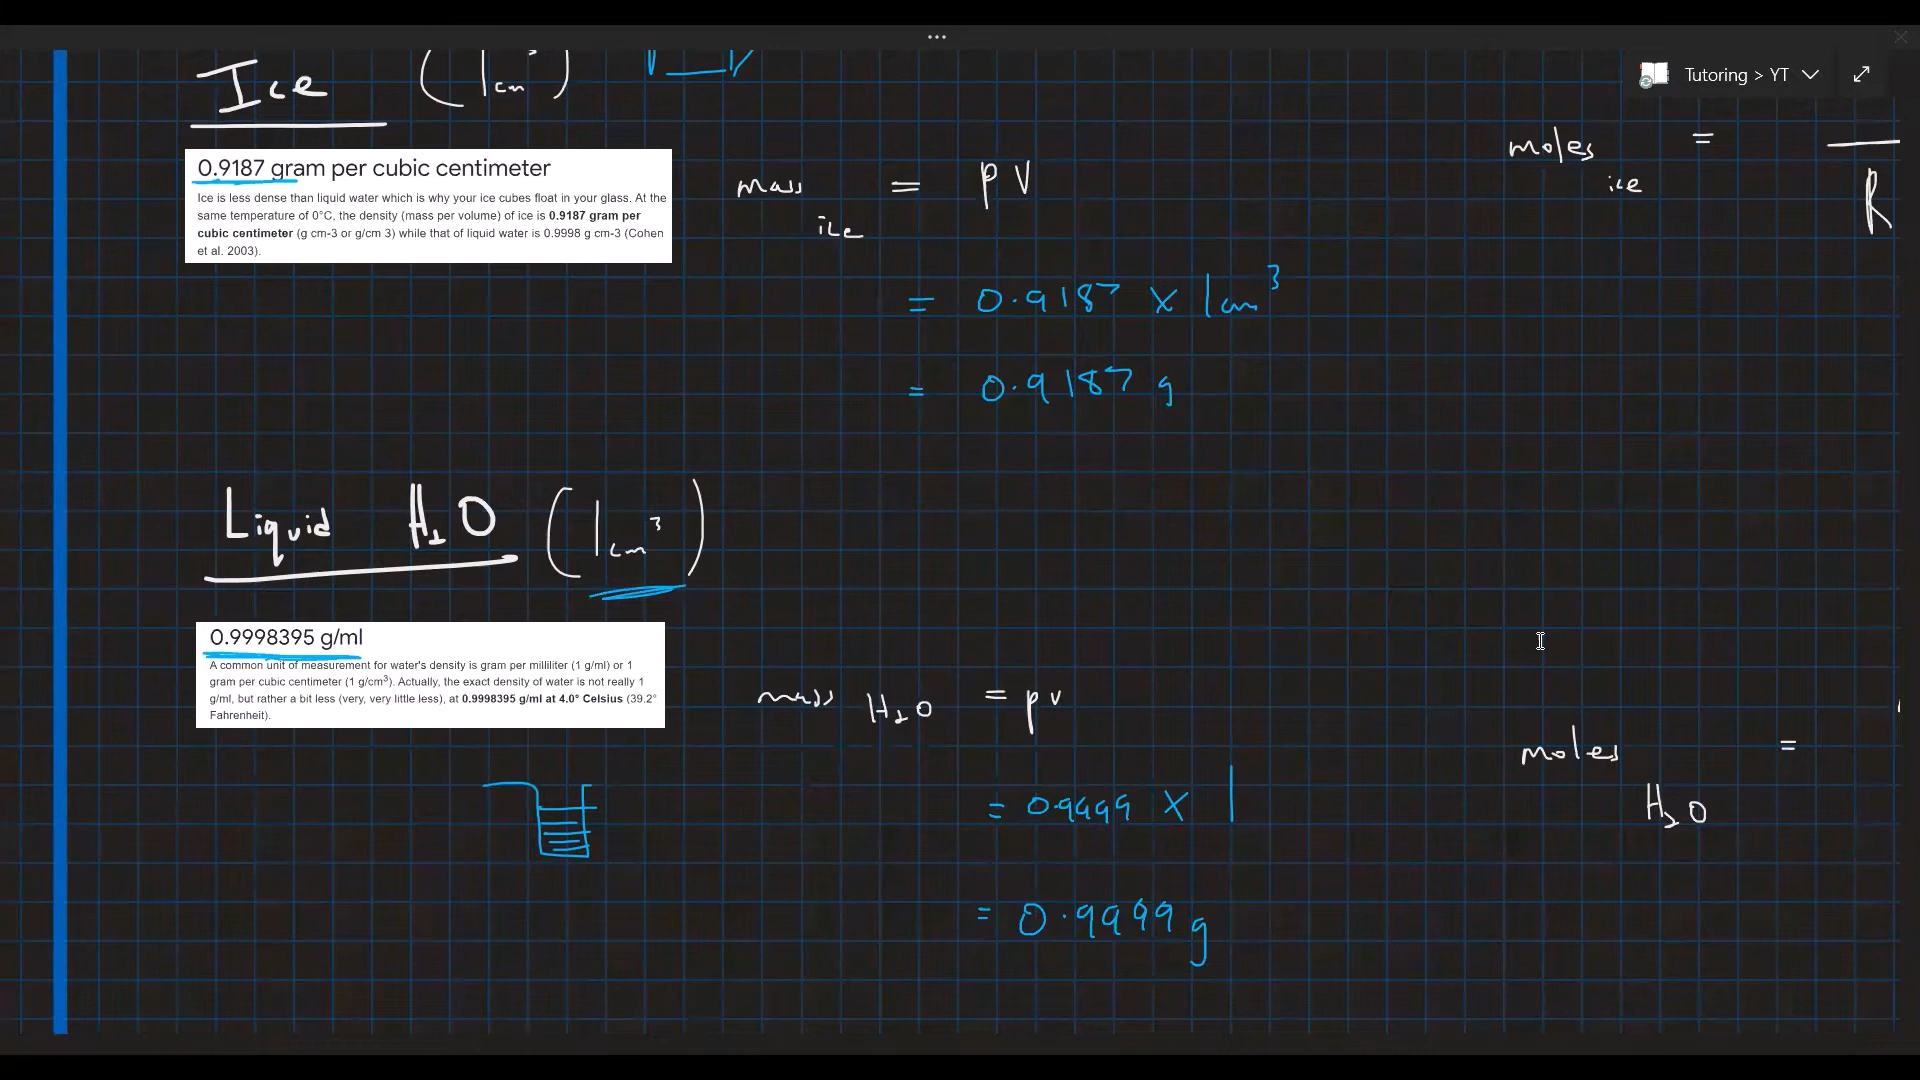 Tutoring > YT
Ice (1 cm³)
0.9187 gram per cubic centimeter
Ice is less dense than liquid water which is why your ice cubes float in your glass. At the
same temperature of 0°C, the density (mass per volume) of ice is 0.9187 gram per
cubic centimeter (g cm-3 or g/cm 3) while that of liquid water is 0.9998 g cm-3 (Cohen
et al. 2003).
mass ice = ρV
= 0.9187 × 1cm³
= 0.9187 g
moles ice =
Liquid H₂O (1cm³)
0.9998395 g/ml
A common unit of measurement for water's density is gram per milliliter (1 g/ml) or 1
gram per cubic centimeter (1 g/cm³). Actually, the exact density of water is not really 1
g/ml, but rather a bit less (very, very little less), at 0.9998395 g/ml at 4.0° Celsius (39.2°
Fahrenheit).
mass H₂O = ρv
= 0.9999 × 1
= 0.9999 g
moles H₂O =